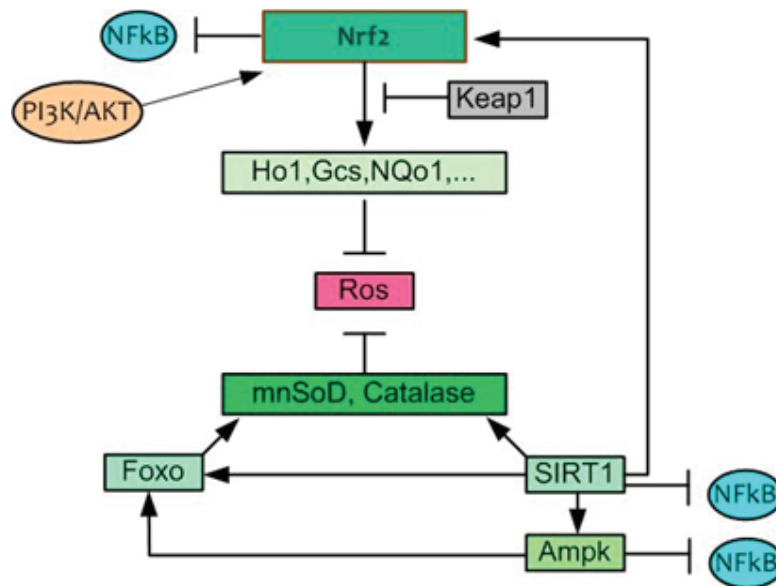 NFkB
Nrf2
PI3K/AKT
Keap1
Ho1,Gcs,NQo1,...
Ros
mnSoD, Catalase
Foxo
SIRT1
NFkB
Ampk
NFkB